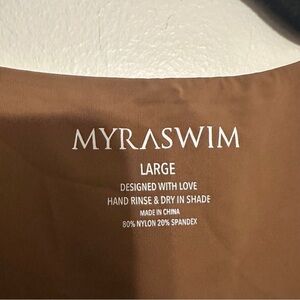 MYRASWIM
LARGE
DESIGNED WITH LOVE
HAND RINSE & DRY IN SHADE
MADE IN CHINA
80% NYLON 20% SPANDEX